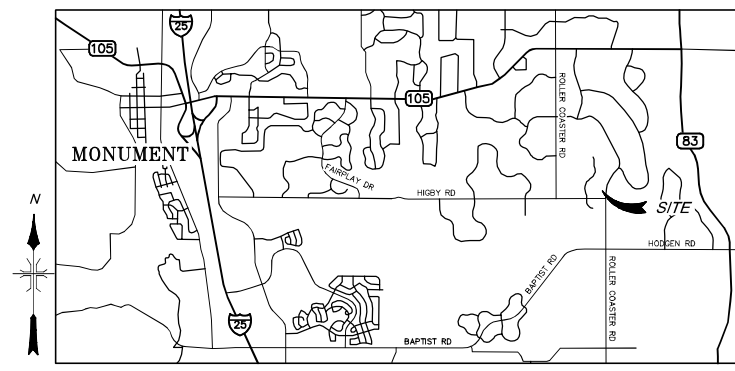 25
105
105
ROLLER COASTER RD
83
MONUMENT
FAIRPLAY DR
HIGBY RD
SITE
N
HODGEN RD
BAPTIST RD
ROLLER COASTER RD
25
BAPTIST RD